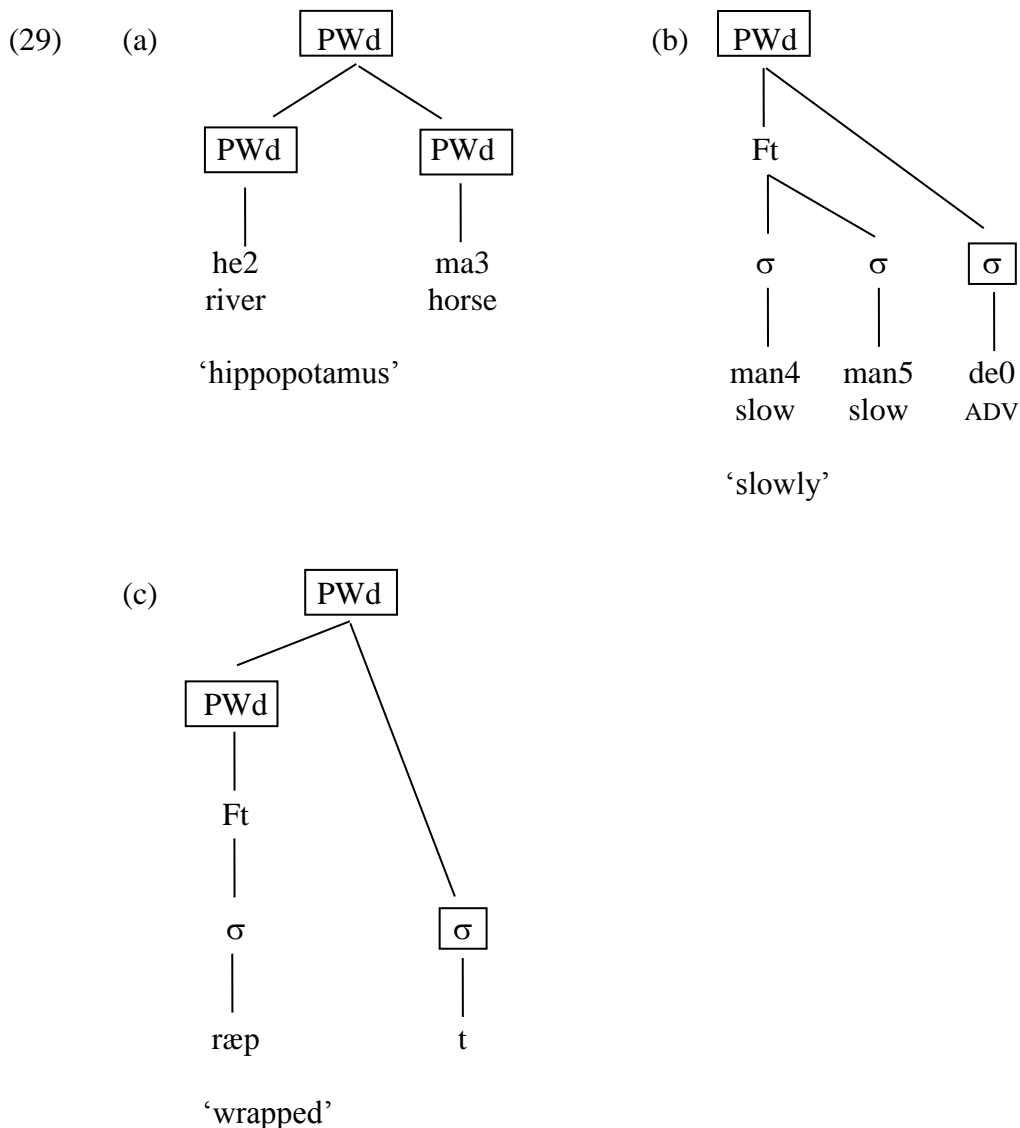 (29) (a) PWd (b) PWd
PWd PWd Ft
he2 ma3 σ σ σ
river horse
‘hippopotamus’ man4 man5 de0
slow slow ADV
‘slowly’
(c) PWd
PWd
Ft
σ σ
ræp t
‘wrapped’